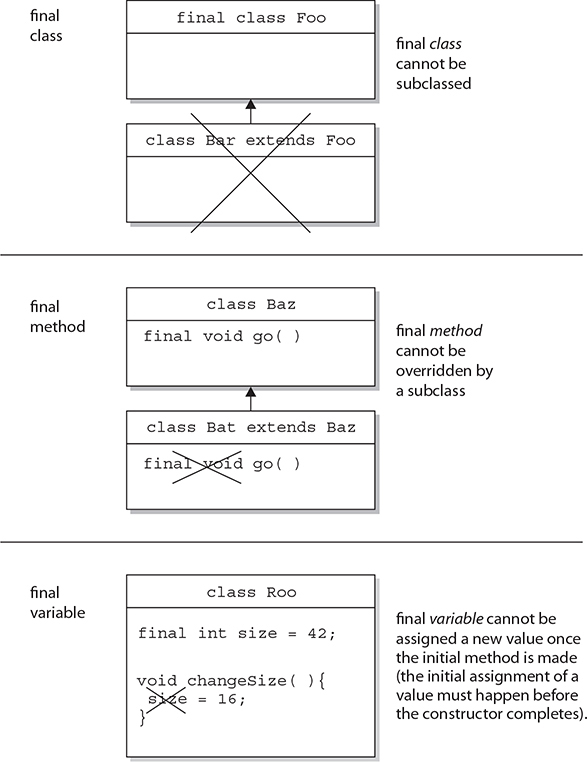 final
class
final class Foo
class Bar extends Foo
final class
cannot be
subclassed
final
method
class Baz
final void go( )
class Bat extends Baz
final void go( )
final method
cannot be
overridden by
a subclass
final
variable
class Roo
final int size = 42;
void changeSize( ){
size = 16;
}
final variable cannot be
assigned a new value once
the initial method is made
(the initial assignment of a
value must happen before
the constructor completes).